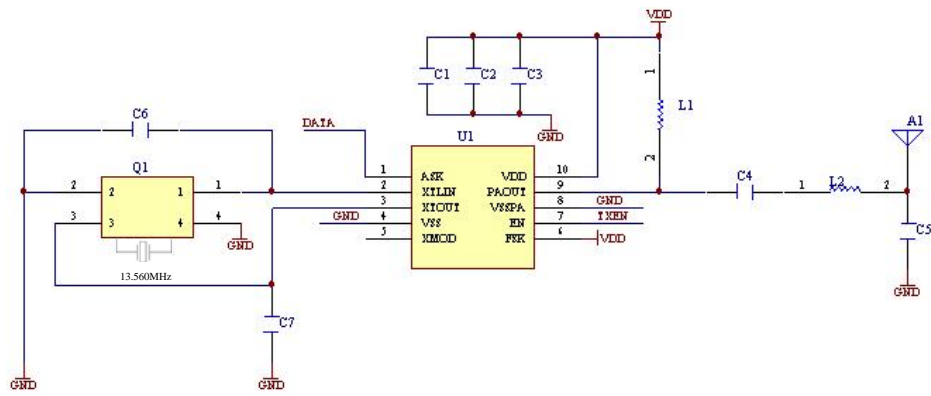 VDD
C1 C2 C3
L1
1
2
GND
C6
DATA
U1
A1
Q1
2 2 1 1
3 3 4 4
GND
13.560MHz
1 ASK VDD 10
2 XTLIN PAOUT 9
3 XTOUT VSSPA 8 GND
GND 4 VSS EN 7 TXEN
5 XMOD FSK 6 VDD
C4
1 L2 2
C5
GND
C7
GND
GND